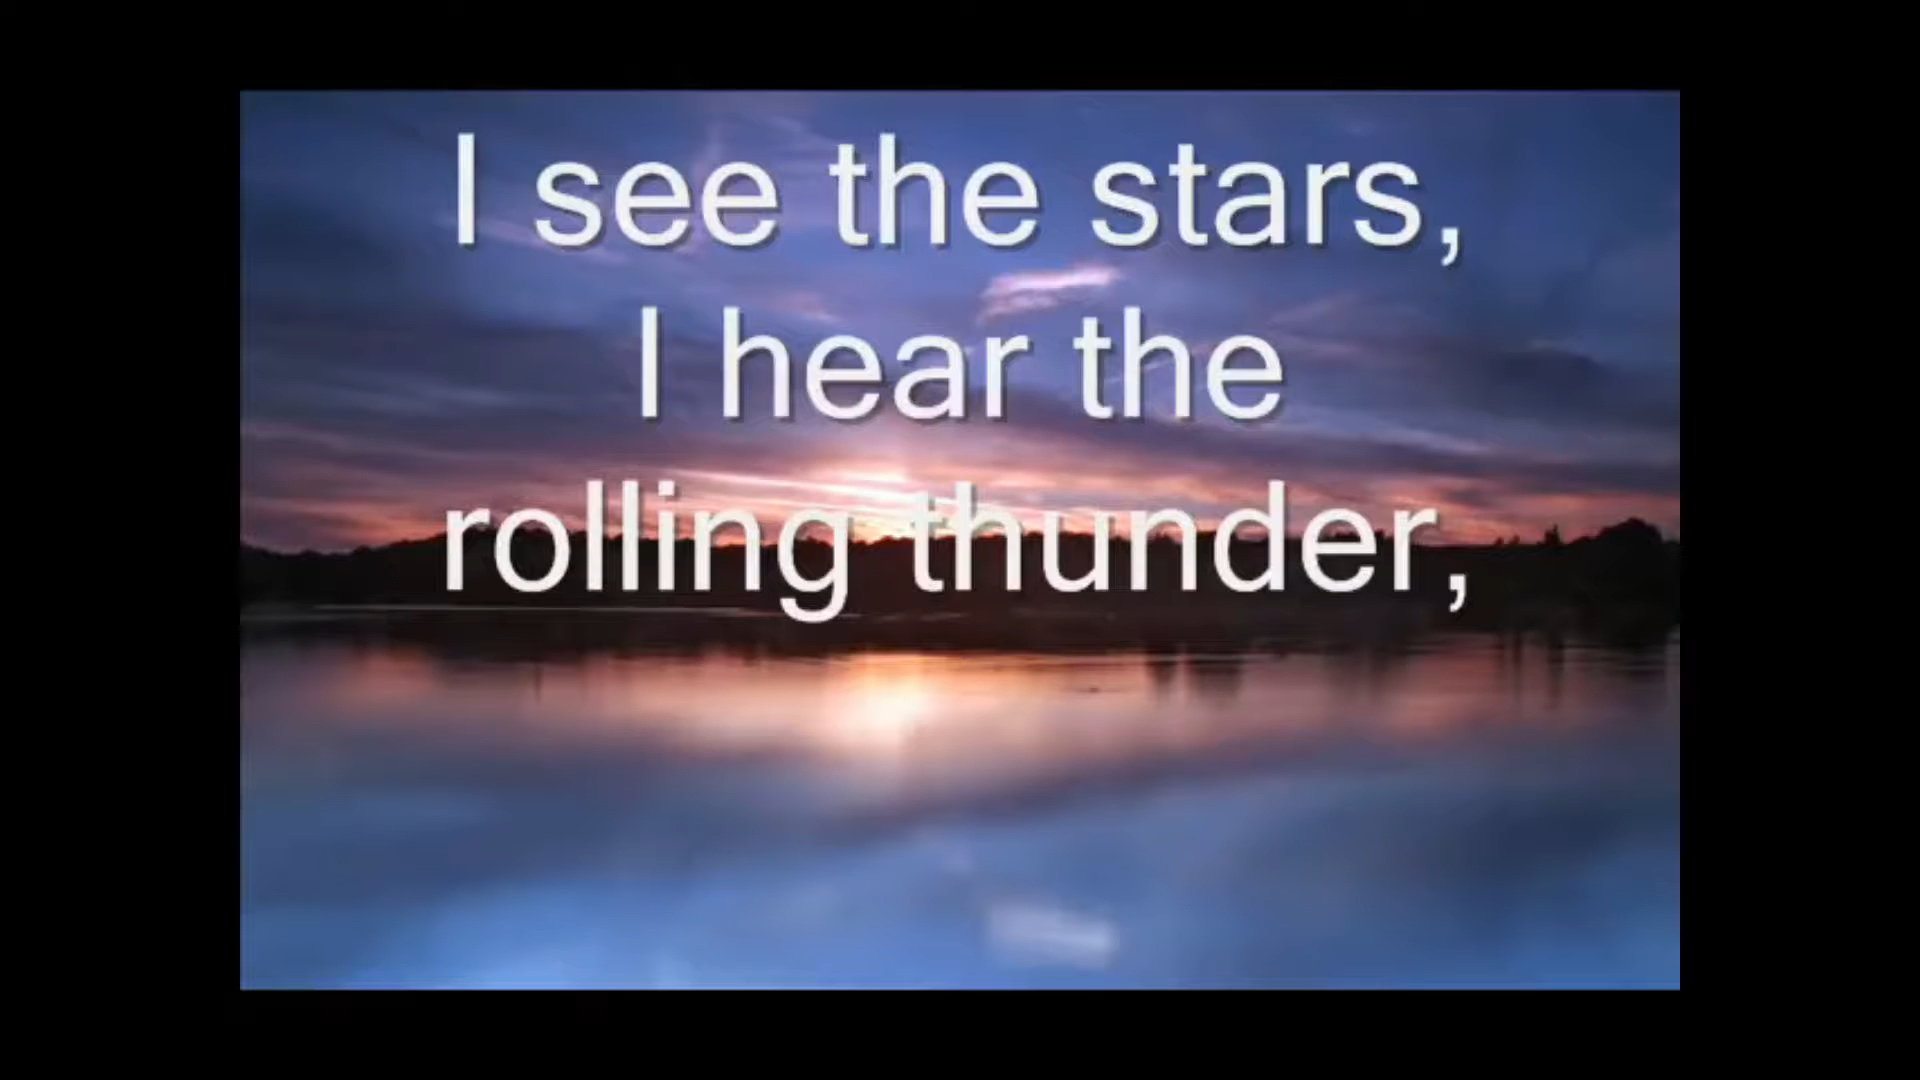 I see the stars,
I hear the
rolling thunder,